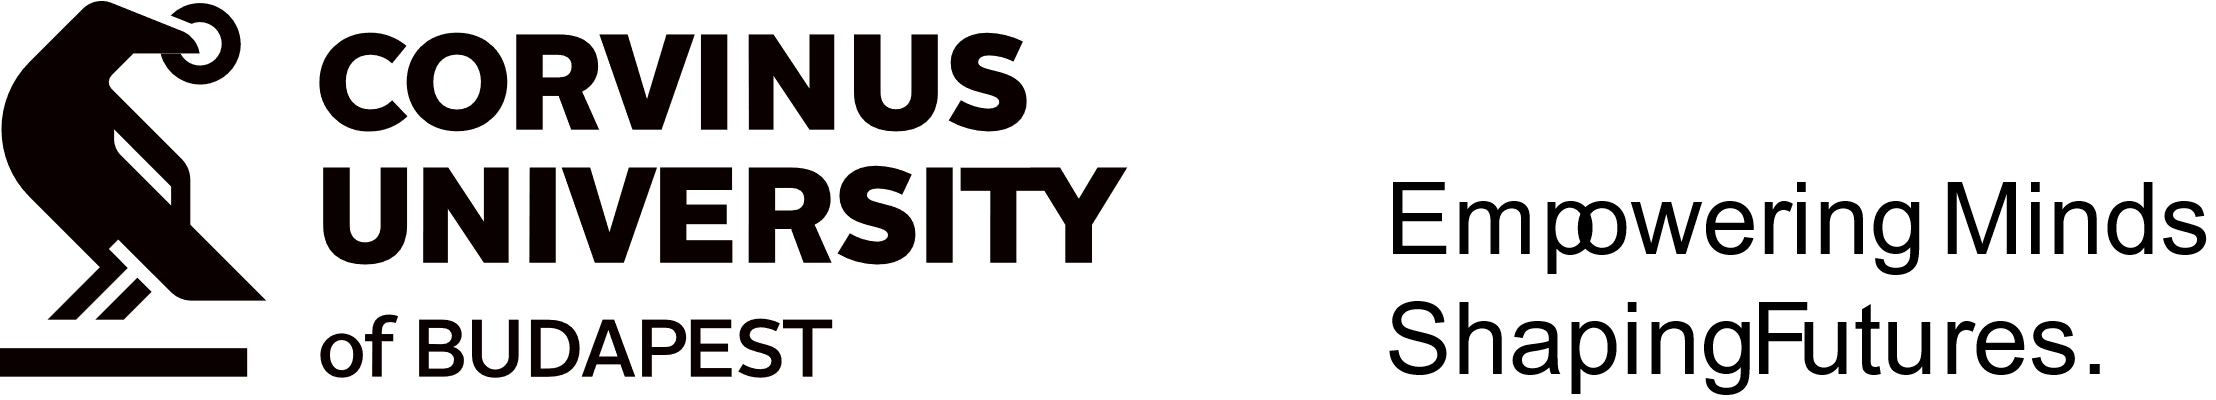 CORVINUS
UNIVERSITY
of BUDAPEST
Empowering Minds
Shaping Futures.